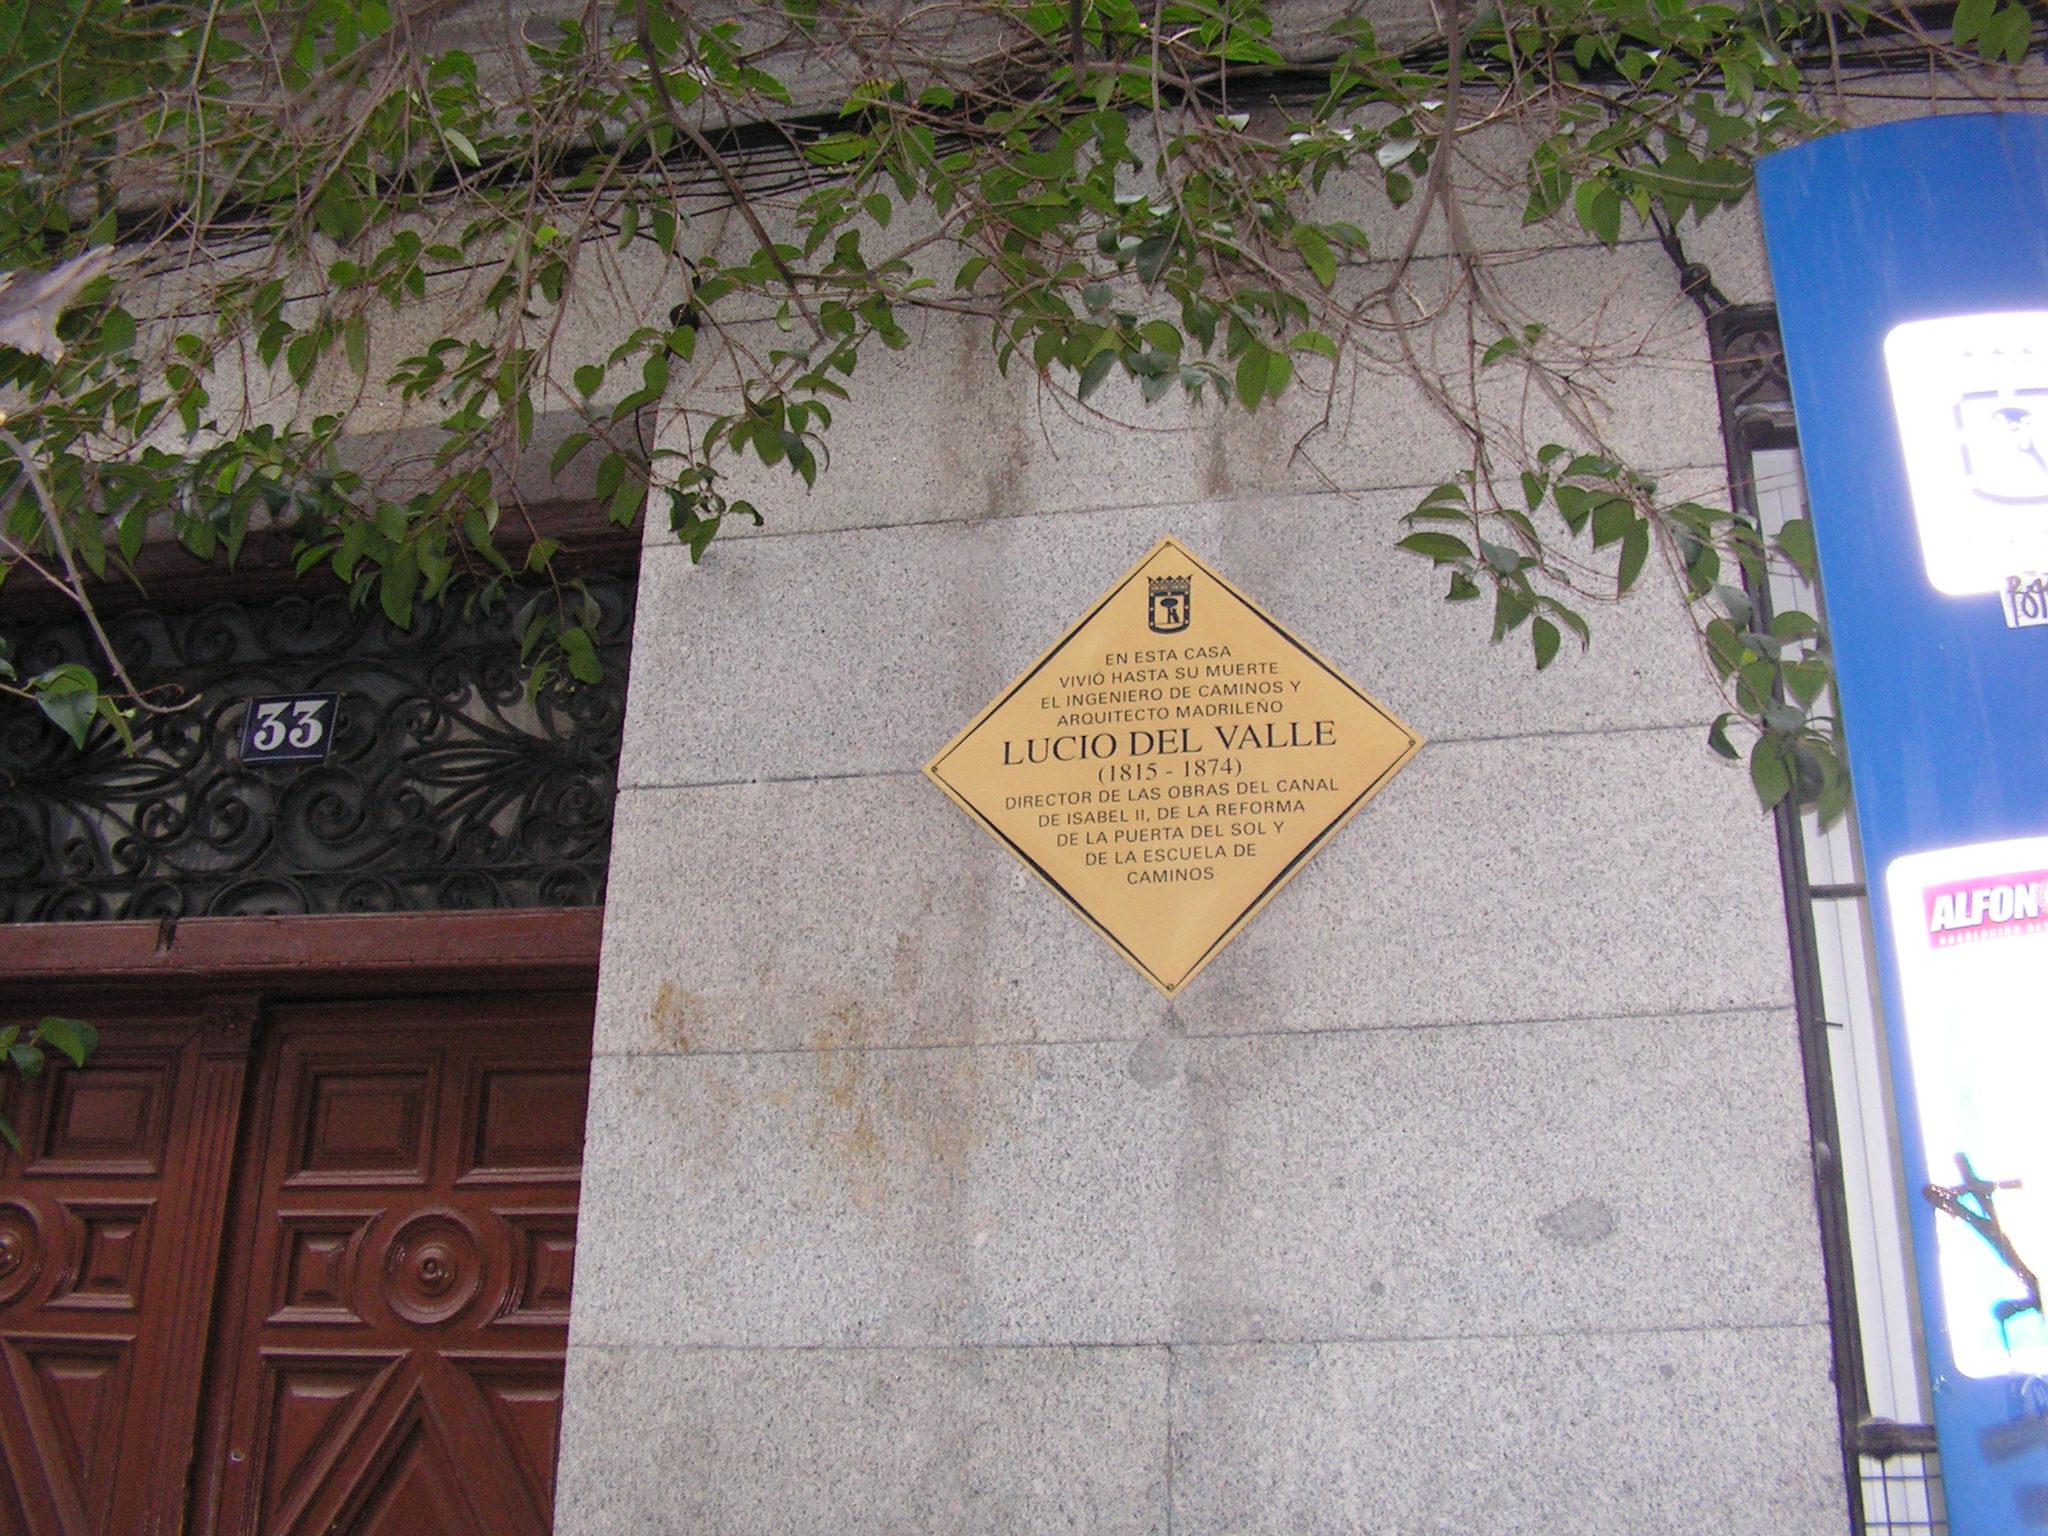 EN ESTA CASA
VIVIÓ HASTA SU MUERTE
EL INGENIERO DE CAMINOS Y
ARQUITECTO MADRILEÑO
LUCIO DEL VALLE
(1815 - 1874)
DIRECTOR DE LAS OBRAS DEL CANAL
DE ISABEL II, DE LA REFORMA
DE LA PUERTA DEL SOL Y
DE LA ESCUELA DE
CAMINOS
33
ALFON